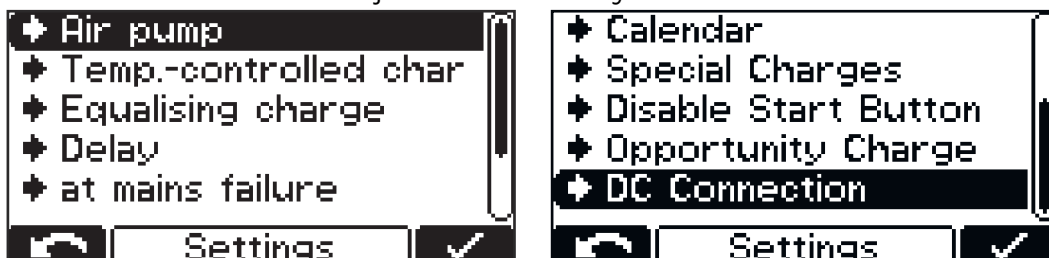 Air pump
Temp.-controlled char
Equalising charge
Delay
at mains failure
Settings
Calendar
Special Charges
Disable Start Button
Opportunity Charge
DC Connection
Settings